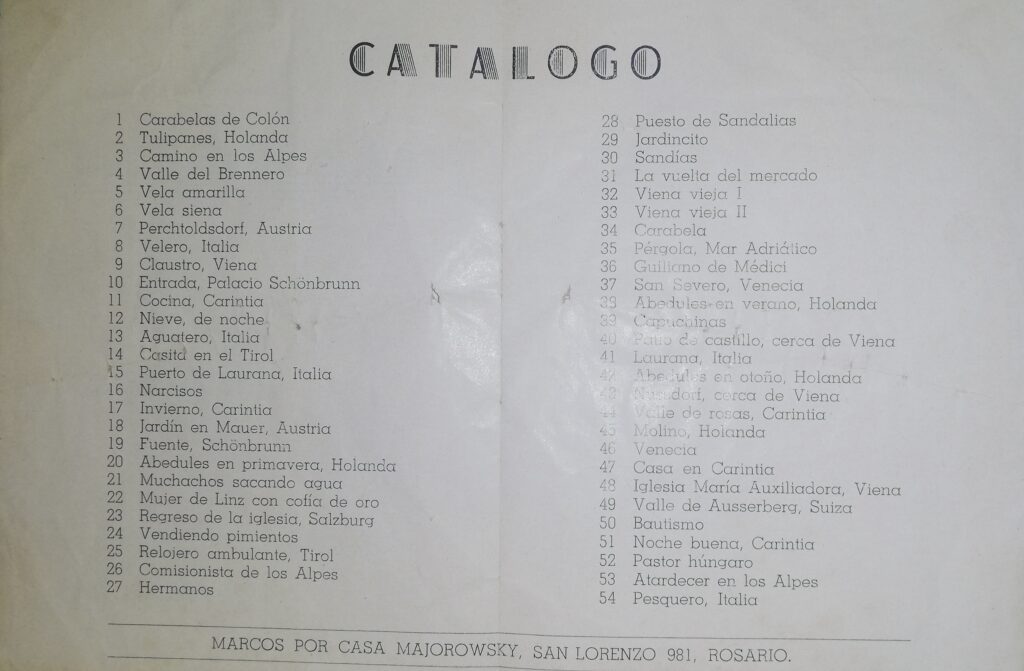 CATALOGO
1 Carabelas de Colón
2 Tulipanes, Holanda
3 Camino en los Alpes
4 Valle del Brennero
5 Vela amarilla
6 Vela siena
7 Perchtoldsdorf, Austria
8 Velero, Italia
9 Claustro, Viena
10 Entrada, Palacio Schönbrunn
11 Cocina, Carintia
12 Nieve, de noche
13 Aguatero, Italia
14 Casita en el Tirol
15 Puerto de Laurana, Italia
16 Narcisos
17 Invierno, Carintia
18 Jardín en Mauer, Austria
19 Fuente, Schönbrunn
20 Abedules en primavera, Holanda
21 Muchachos sacando agua
22 Mujer de Linz con cofía de oro
23 Regreso de la iglesia, Salzburg
24 Vendiendo pimientos
25 Relojero ambulante, Tirol
26 Comisionista de los Alpes
27 Hermanos
28 Puesto de Sandalias
29 Jardincito
30 Sandías
31 La vuelta del mercado
32 Viena vieja I
33 Viena vieja II
34 Carabela
35 Pérgola, Mar Adriático
36 Guiliano de Médici
37 San Severo, Venecia
38 Abedules en verano, Holanda
39 Capuchinas
40 Patio de castillo, cerca de Viena
41 Laurana, Italia
42 Abedules en otoño, Holanda
43 Nussdorf, cerca de Viena
44 Valle de rosas, Carintia
45 Molino, Holanda
46 Venecia
47 Casa en Carintia
48 Iglesia María Auxiliadora, Viena
49 Valle de Ausserberg, Suiza
50 Bautismo
51 Noche buena, Carintia
52 Pastor húngaro
53 Atardecer en los Alpes
54 Pesquero, Italia
MARCOS POR CASA MAJOROWSKY, SAN LORENZO 981, ROSARIO.